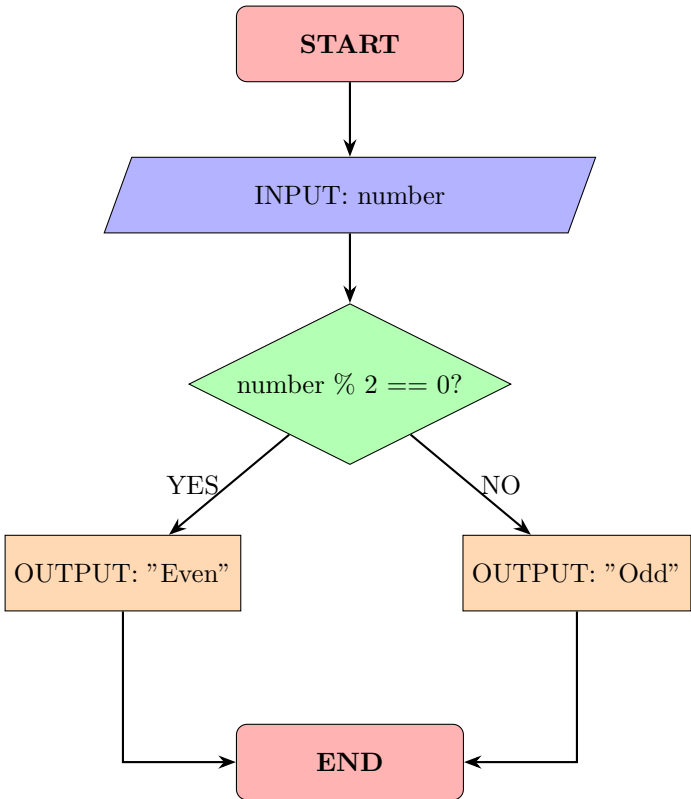 START
INPUT: number
number % 2 == 0?
YES
NO
OUTPUT: ”Even”
OUTPUT: ”Odd”
END